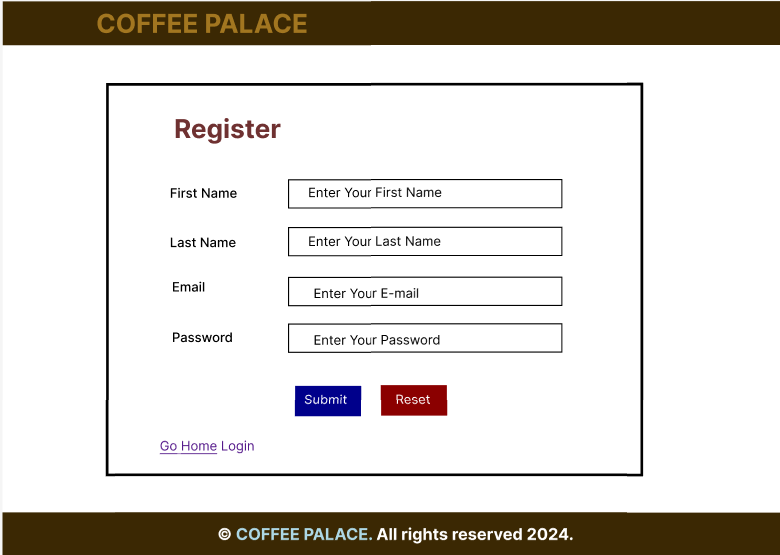 COFFEE PALACE
Register
First Name
Enter Your First Name
Last Name
Enter Your Last Name
Email
Enter Your E-mail
Password
Enter Your Password
Submit Reset
Go Home Login
© COFFEE PALACE. All rights reserved 2024.